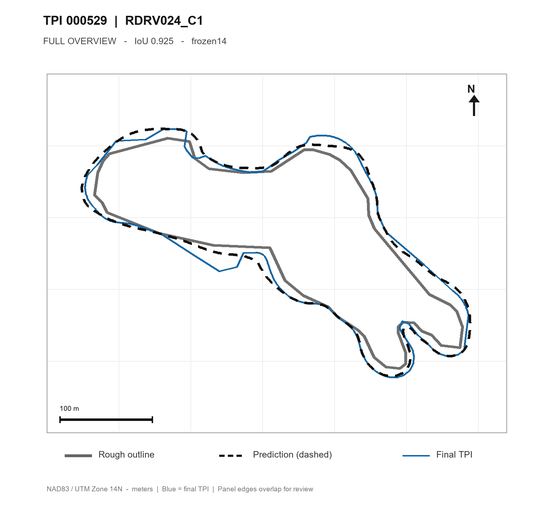 TPI 000529 | RDRV024_C1
FULL OVERVIEW - IoU 0.925 - frozen14
N
100 m
Rough outline
Prediction (dashed)
Final TPI
NAD83 / UTM Zone 14N - meters | Blue = final TPI | Panel edges overlap for review